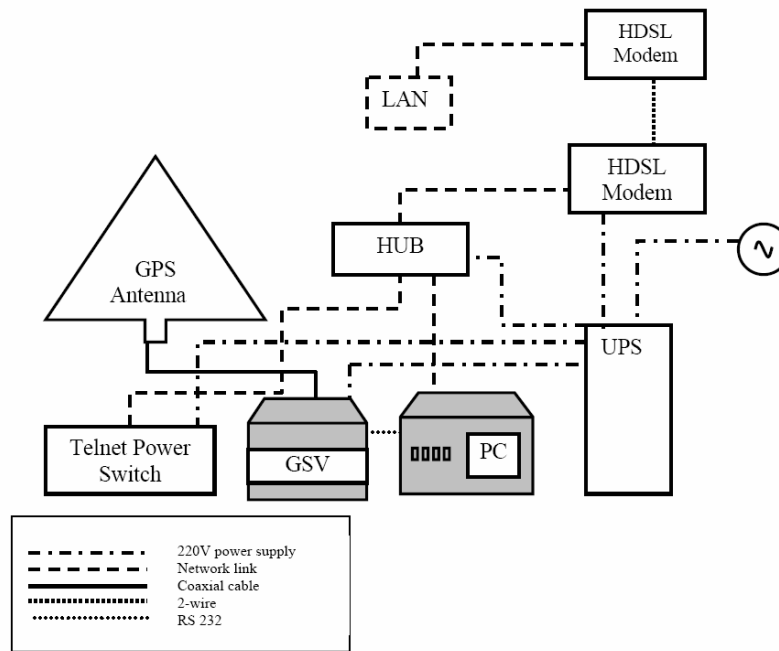 HDSL
Modem
LAN
HDSL
Modem
HUB
GPS
Antenna
UPS
Telnet Power
Switch
GSV
PC
220V power supply
Network link
Coaxial cable
2-wire
RS 232